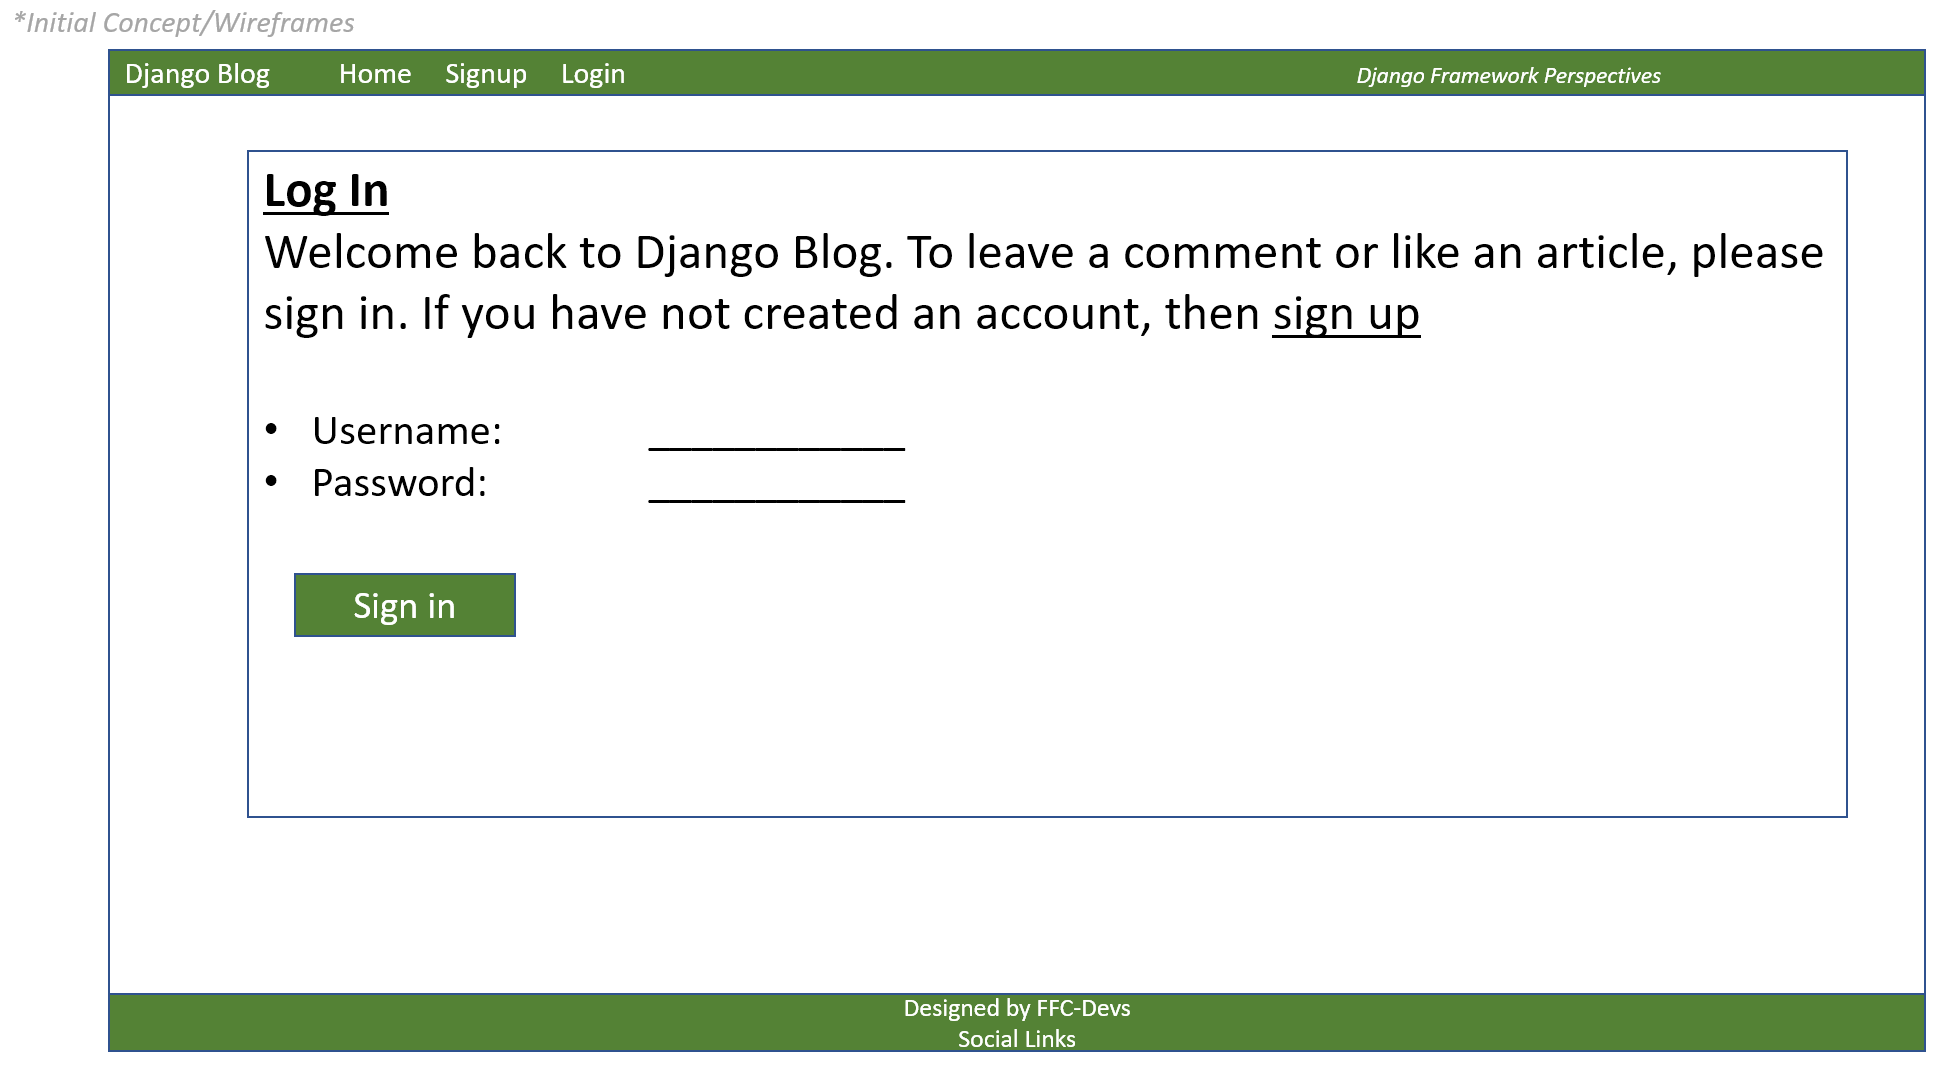 *Initial Concept/Wireframes
Django Blog Home Signup Login Django Framework Perspectives
Log In
Welcome back to Django Blog. To leave a comment or like an article, please
sign in. If you have not created an account, then sign up
• Username: ____________
• Password: ____________
Sign in
Designed by FFC-Devs
Social Links